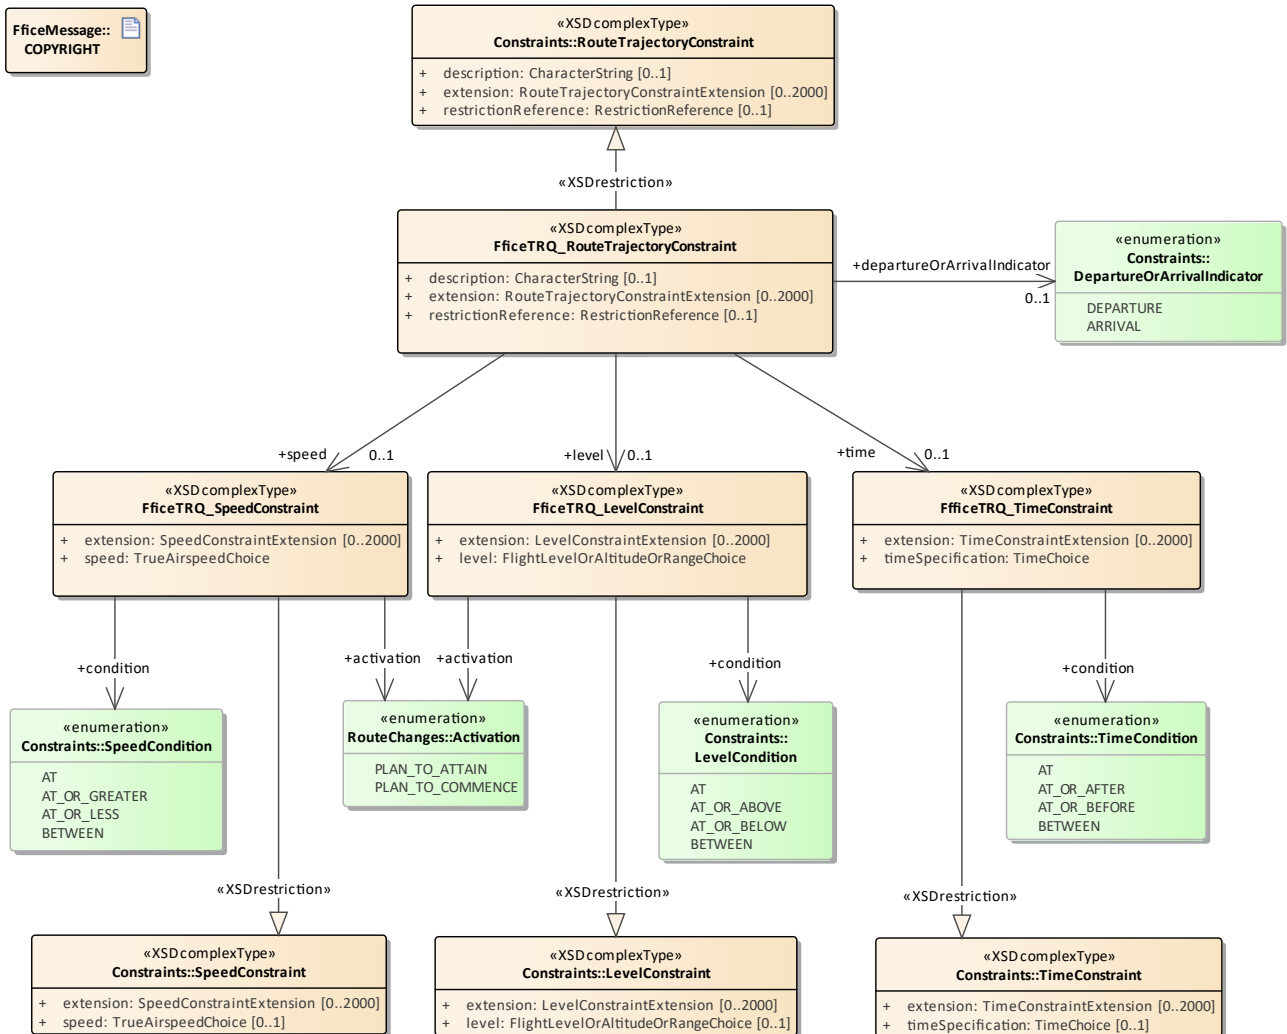 FficeMessage::
COPYRIGHT
«XSDcomplexType»
Constraints::RouteTrajectoryConstraint
+ description: CharacterString [0..1]
+ extension: RouteTrajectoryConstraintExtension [0..2000]
+ restrictionReference: RestrictionReference [0..1]
«XSDrestriction»
«XSDcomplexType»
FficeTRQ_RouteTrajectoryConstraint
+ description: CharacterString [0..1]
+ extension: RouteTrajectoryConstraintExtension [0..2000]
+ restrictionReference: RestrictionReference [0..1]
+departureOrArrivalIndicator
0..1
«enumeration»
Constraints::
DepartureOrArrivalIndicator
DEPARTURE
ARRIVAL
+speed 0..1
+level 0..1
+time 0..1
«XSDcomplexType»
FficeTRQ_SpeedConstraint
+ extension: SpeedConstraintExtension [0..2000]
+ speed: TrueAirspeedChoice
«XSDcomplexType»
FficeTRQ_LevelConstraint
+ extension: LevelConstraintExtension [0..2000]
+ level: FlightLevelOrAltitudeOrRangeChoice
«XSDcomplexType»
FfficeTRQ_TimeConstraint
+ extension: TimeConstraintExtension [0..2000]
+ timeSpecification: TimeChoice
+condition
+activation
+activation
+condition
+condition
«enumeration»
Constraints::SpeedCondition
AT
AT_OR_GREATER
AT_OR_LESS
BETWEEN
«enumeration»
RouteChanges::Activation
PLAN_TO_ATTAIN
PLAN_TO_COMMENCE
«enumeration»
Constraints::
LevelCondition
AT
AT_OR_ABOVE
AT_OR_BELOW
BETWEEN
«enumeration»
Constraints::TimeCondition
AT
AT_OR_AFTER
AT_OR_BEFORE
BETWEEN
«XSDrestriction»
«XSDrestriction»
«XSDrestriction»
«XSDcomplexType»
Constraints::SpeedConstraint
+ extension: SpeedConstraintExtension [0..2000]
+ speed: TrueAirspeedChoice [0..1]
«XSDcomplexType»
Constraints::LevelConstraint
+ extension: LevelConstraintExtension [0..2000]
+ level: FlightLevelOrAltitudeOrRangeChoice [0..1]
«XSDcomplexType»
Constraints::TimeConstraint
+ extension: TimeConstraintExtension [0..2000]
+ timeSpecification: TimeChoice [0..1]